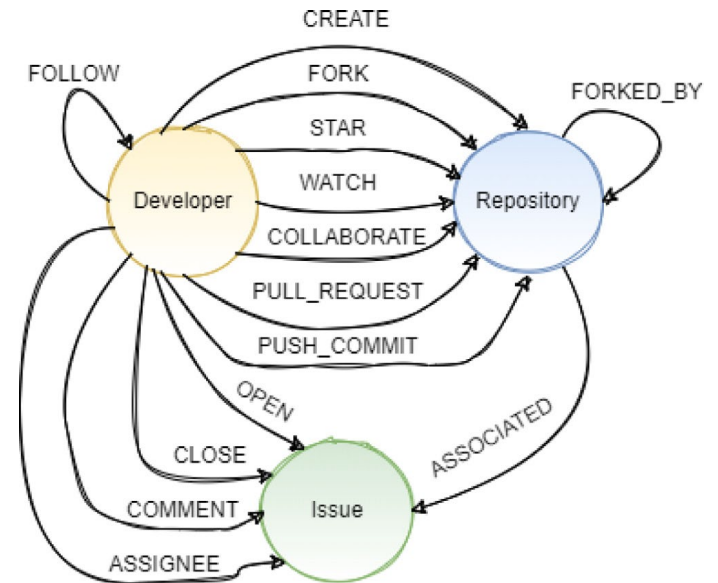 CREATE
FOLLOW
FORK
FORKED_BY
STAR
WATCH
Developer
Repository
COLLABORATE
PULL_REQUEST
PUSH_COMMIT
OPEN
ASSOCIATED
CLOSE
COMMENT
Issue
ASSIGNEE